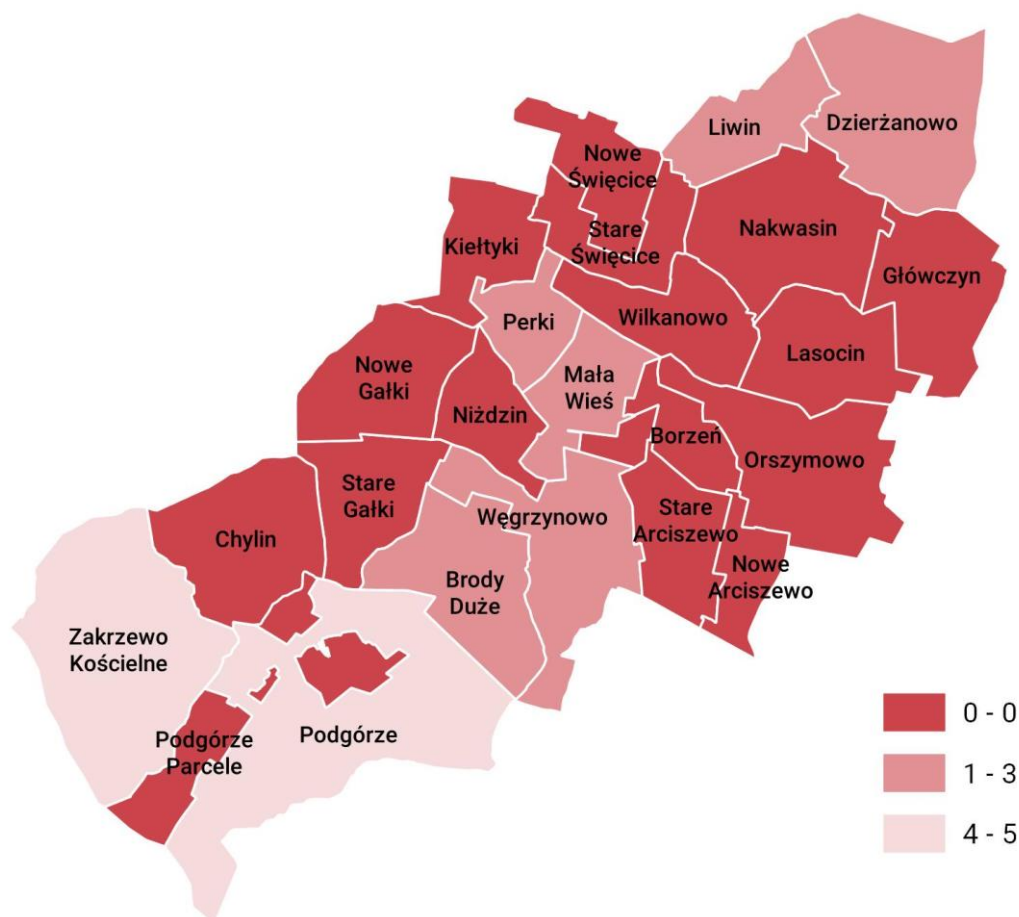 Liwin
Dzierżanowo
Nowe
Święcice
Stare
Święcice
Nakwasin
Kiełtyki
Główczyn
Perki
Wilkanowo
Lasocin
Nowe
Gałki
Mała
Wieś
Niżdzin
Borzeń
Orszymowo
Stare
Gałki
Węgrzynowo
Stare
Arciszewo
Chylin
Nowe
Arciszewo
Brody
Duże
Zakrzewo
Kościelne
Podgórze
Parcele
Podgórze
0 - 0
1 - 3
4 - 5